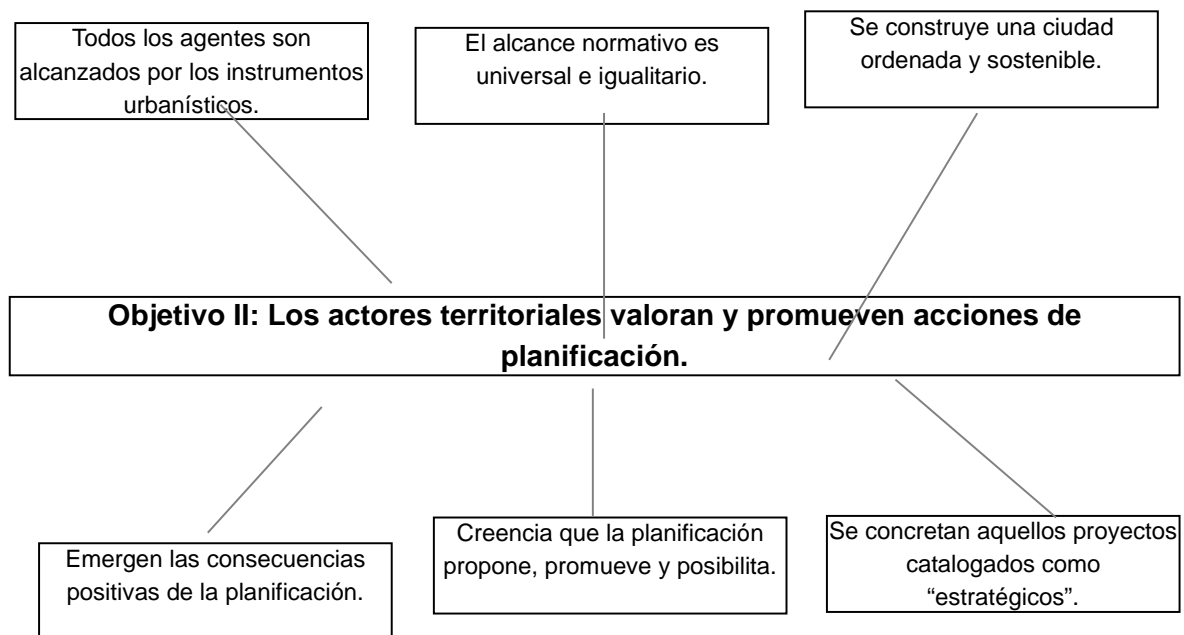 Todos los agentes son
alcanzados por los instrumentos
urbanísticos.
El alcance normativo es
universal e igualitario.
Se construye una ciudad
ordenada y sostenible.
Objetivo II: Los actores territoriales valoran y promueven acciones de
planificación.
Emergen las consecuencias
positivas de la planificación.
Creencia que la planificación
propone, promueve y posibilita.
Se concretan aquellos proyectos
catalogados como
“estratégicos”.